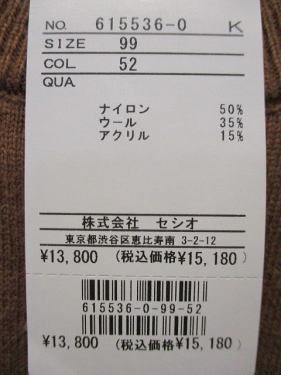 NO. 615536-0 K
SIZE 99
COL. 52
QUA.
ナイロン 50%
ウール 35%
アクリル 15%
株式会社 セシオ
東京都渋谷区恵比寿南 3-2-12
¥13,800 (税込価格¥15,180)
615536-0-99-52
¥13,800 (税込価格¥15,180)